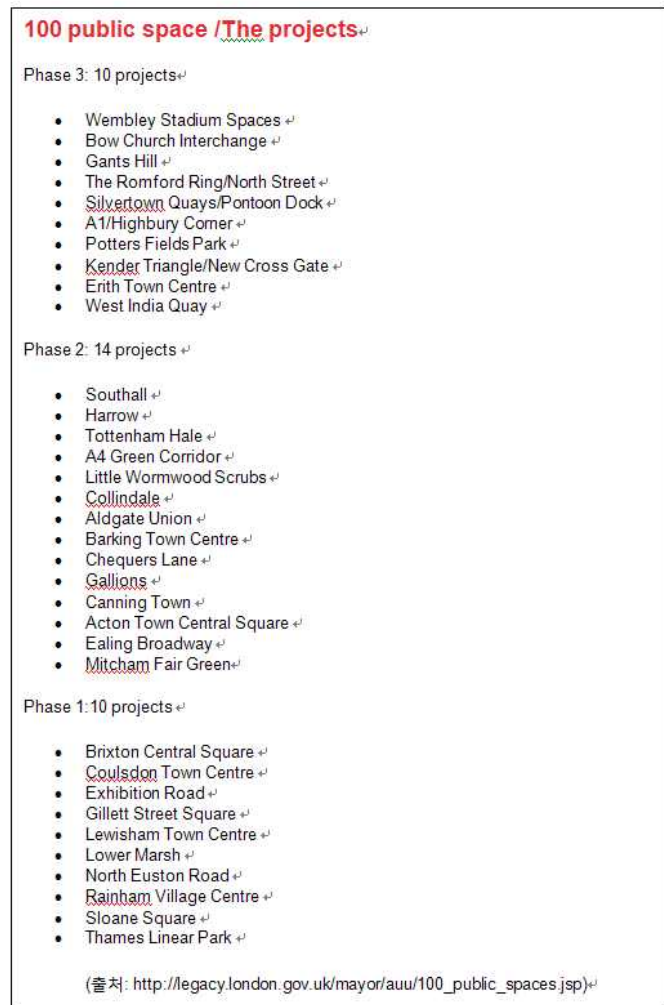 100 public space /The projects↵
Phase 3: 10 projects↵
• Wembley Stadium Spaces ↵
• Bow Church Interchange ↵
• Gants Hill ↵
• The Romford Ring/North Street ↵
• Silvertown Quays/Pontoon Dock ↵
• A1/Highbury Corner ↵
• Potters Fields Park ↵
• Kender Triangle/New Cross Gate ↵
• Erith Town Centre ↵
• West India Quay ↵
Phase 2: 14 projects ↵
• Southall ↵
• Harrow ↵
• Tottenham Hale ↵
• A4 Green Corridor ↵
• Little Wormwood Scrubs ↵
• Collindale ↵
• Aldgate Union ↵
• Barking Town Centre ↵
• Chequers Lane ↵
• Gallions ↵
• Canning Town ↵
• Acton Town Central Square ↵
• Ealing Broadway ↵
• Mitcham Fair Green↵
Phase 1:10 projects ↵
• Brixton Central Square ↵
• Coulsdon Town Centre ↵
• Exhibition Road ↵
• Gillett Street Square ↵
• Lewisham Town Centre ↵
• Lower Marsh ↵
• North Euston Road ↵
• Rainham Village Centre ↵
• Sloane Square ↵
• Thames Linear Park ↵
(출처: http://legacy.london.gov.uk/mayor/auu/100_public_spaces.jsp)↵